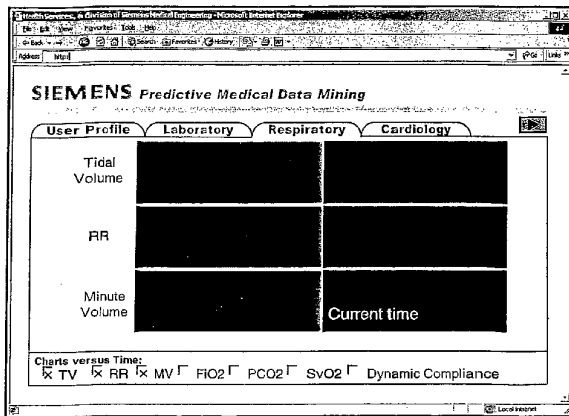 Health Services, A division of Siemens Medical Engineering - Microsoft Internet Explorer
File Edit View Favorites Tools Help
Back Search Favorites History
Address http:// Go Links
SIEMENS Predictive Medical Data Mining
User Profile Laboratory Respiratory Cardiology
Tidal
Volume
RR
Minute
Volume
Current time
Charts versus Time:
TV RR MV FiO2 PCO2 SvO2 Dynamic Compliance
Local intranet